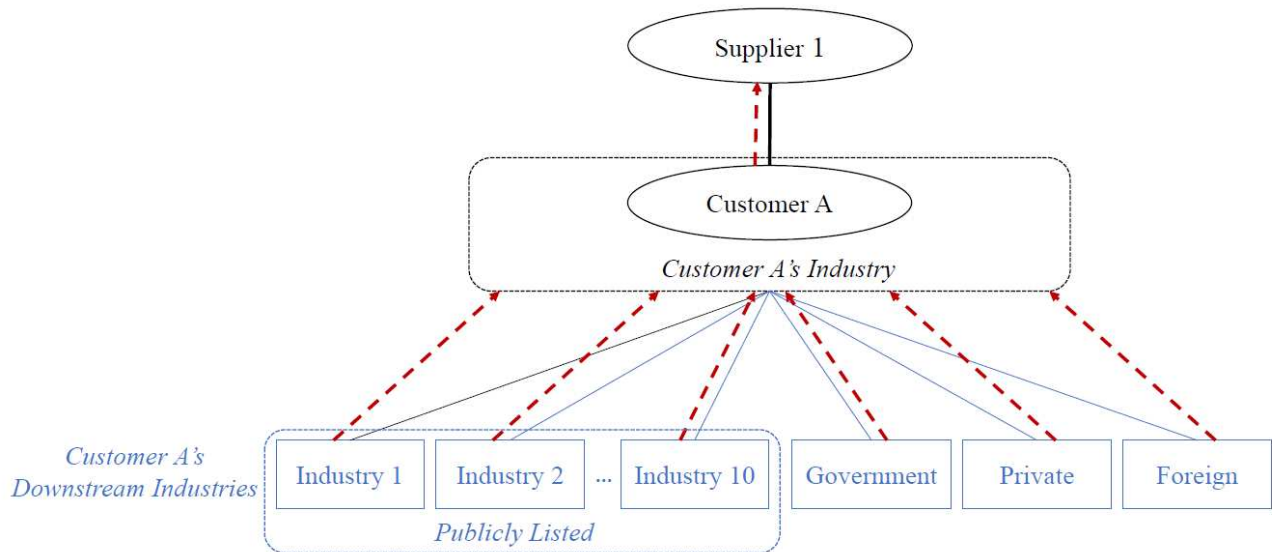 Supplier 1
Customer A
Customer A’s Industry
Customer A’s
Downstream Industries
Industry 1
Industry 2
...
Industry 10
Government
Private
Foreign
Publicly Listed